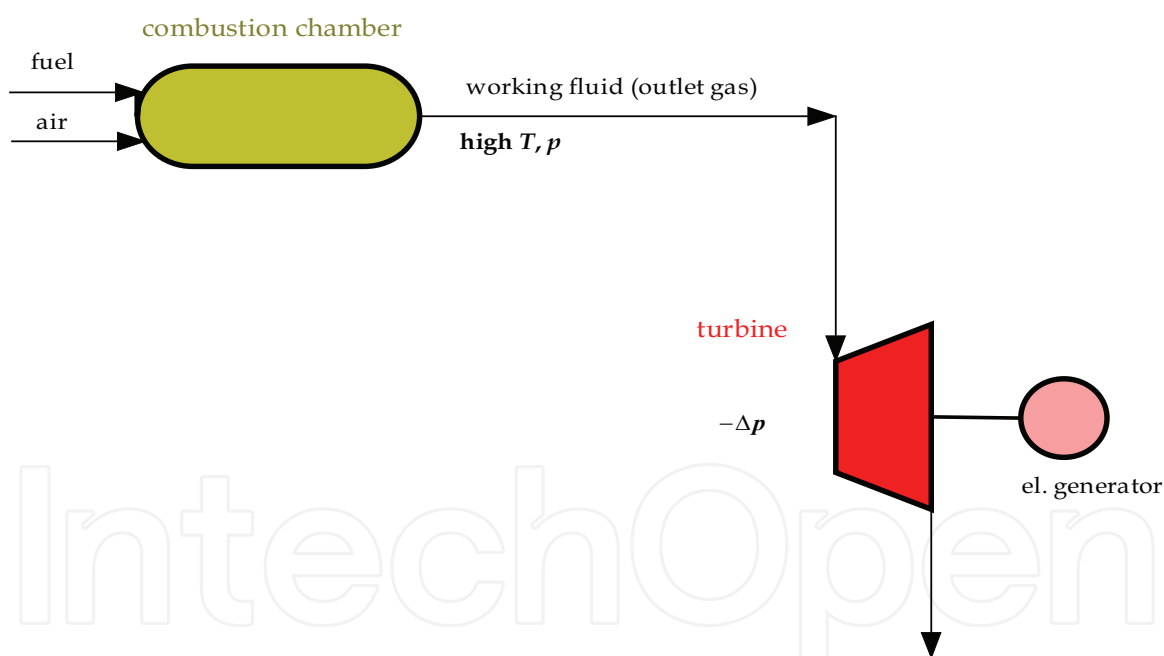 combustion chamber
fuel
air
working fluid (outlet gas)
high T, p
turbine
−Δp
el. generator
IntechOpen